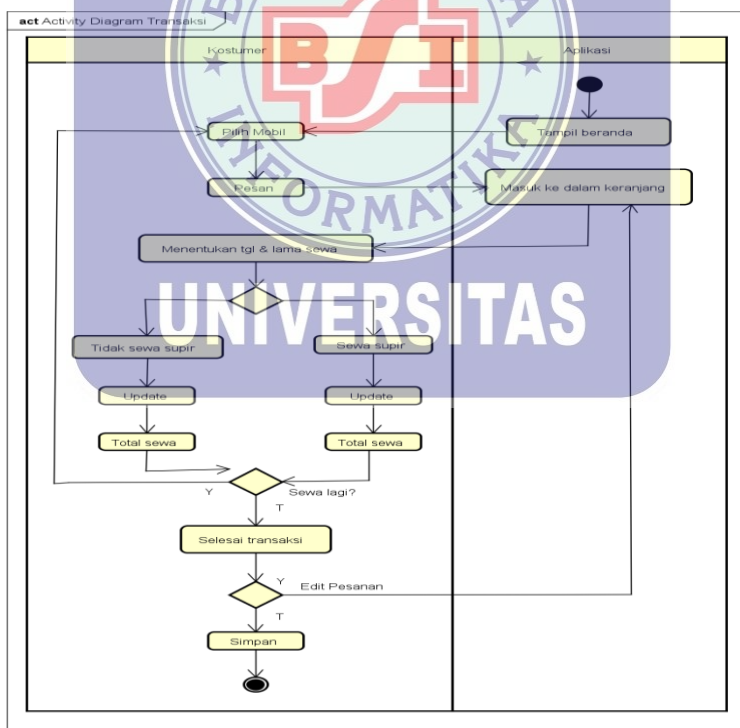 act Activity Diagram Transaksi
Kostumer
Aplikasi
BSI
Pilih Mobil
Tampil beranda
Pesan
Masuk ke dalam keranjang
INFORMATIKA
Menentukan tgl & lama sewa
UNIVERSITAS
Tidak sewa supir
Sewa supir
Update
Update
Total sewa
Total sewa
Y
Sewa lagi?
T
Selesai transaksi
Y
Edit Pesanan
T
Simpan